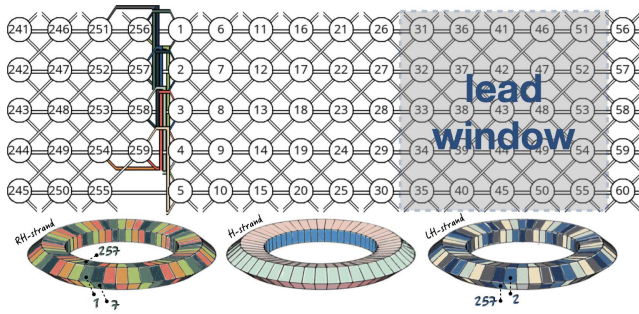 241 246 251 256 1 6 11 16 21 26 31 36 41 46 51 56
242 247 252 257 2 7 12 17 22 27 32 37 42 47 52 57
lead
243 248 253 258 3 8 13 18 23 28 33 38 43 48 53 58
window
244 249 254 259 4 9 14 19 24 29 34 39 44 49 54 59
245 250 255 5 10 15 20 25 30 35 40 45 50 55 60
RH-strand
257
1
7
H-strand
LH-strand
257
2